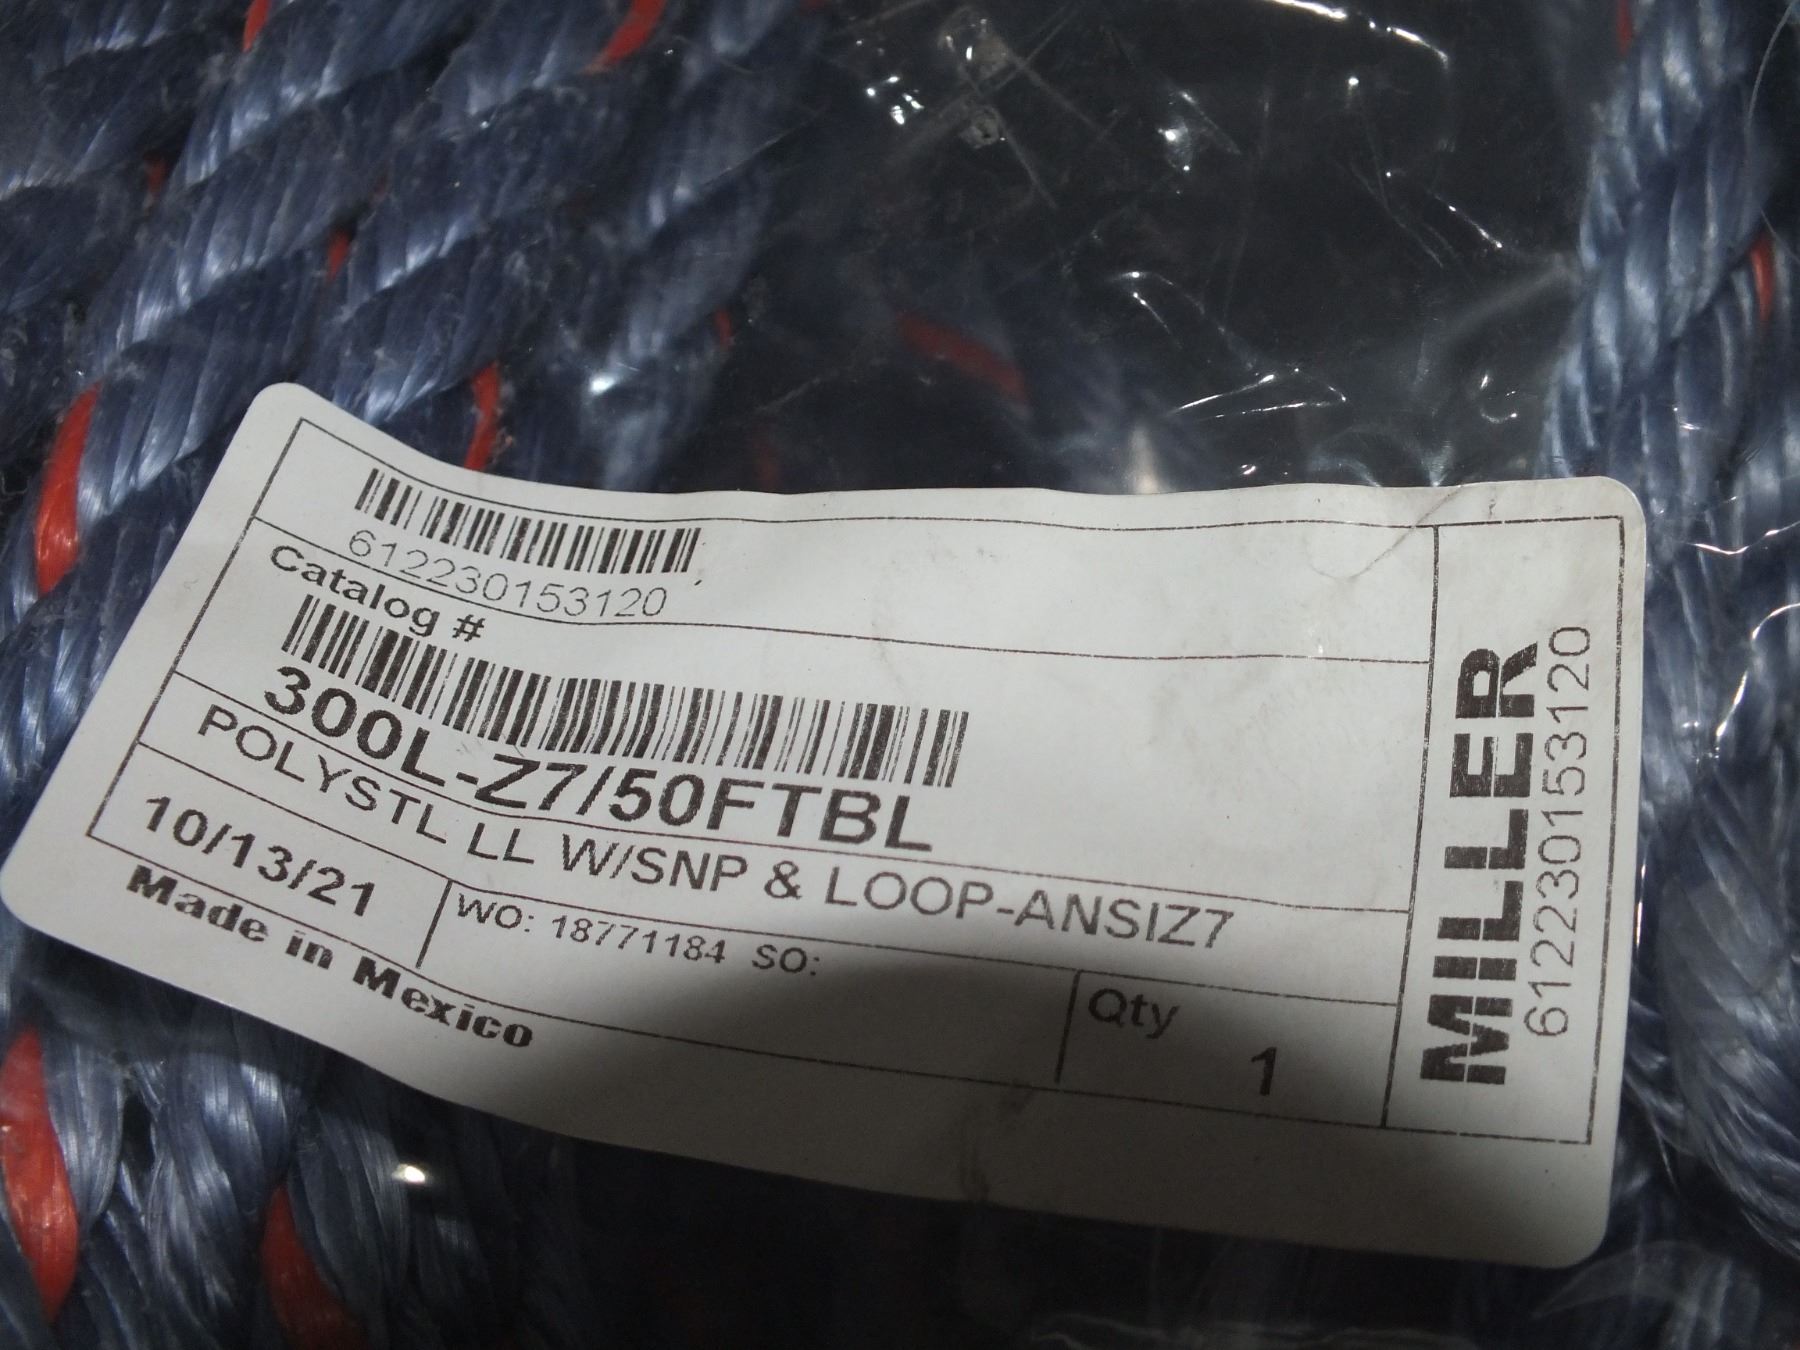 612230153120
Catalog #
300L-Z7/50FTBL
POLYSTL LL W/SNP & LOOP-ANSIZ7
10/13/21
WO: 18771184 SO:
Qty
1
Made in Mexico
MILLER
612230153120